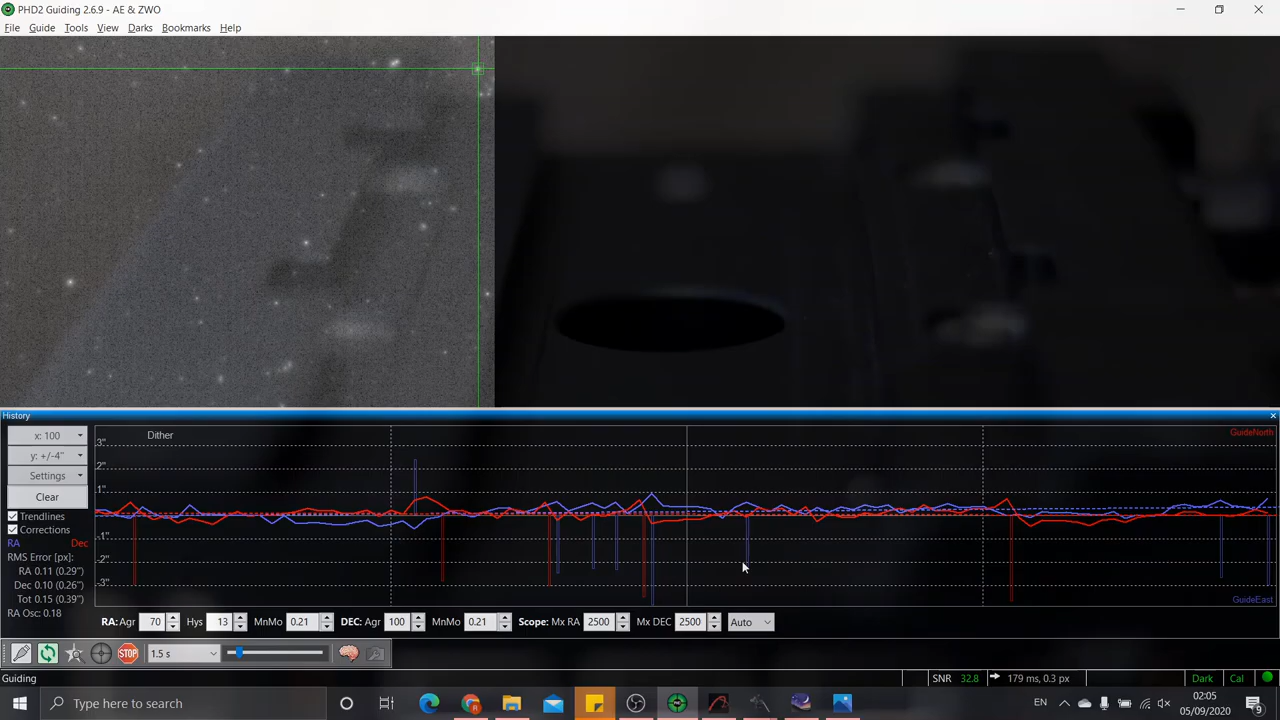 PHD2 Guiding 2.6.9 - AE & ZWO
File Guide Tools View Darks Bookmarks Help
History
x: 100
y: +/-4"
Settings
Clear
Trendlines
Corrections
RA Dec
RMS Error [px]:
RA 0.11 (0.29")
Dec 0.10 (0.26")
Tot 0.15 (0.39")
RA Osc: 0.18
Dither
GuideNorth
3"
2"
1"
-1"
-2"
-3"
GuideEast
RA: Agr 70 Hys 13 MnMo 0.21 DEC: Agr 100 MnMo 0.21 Scope: Mx RA 2500 Mx DEC 2500 Auto
STOP 1.5 s
Guiding SNR 32.8 179 ms, 0.3 px Dark Cal
Type here to search EN 02:05
05/09/2020 9